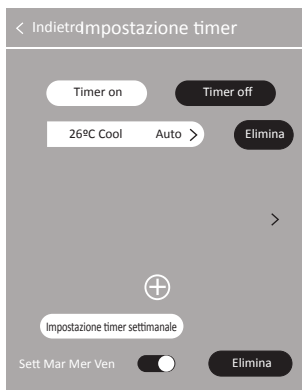 < Indietro Impostazione timer
Timer on Timer off
26ºC Cool Auto > Elimina
>
Impostazione timer settimanale
Sett Mar Mer Ven Elimina